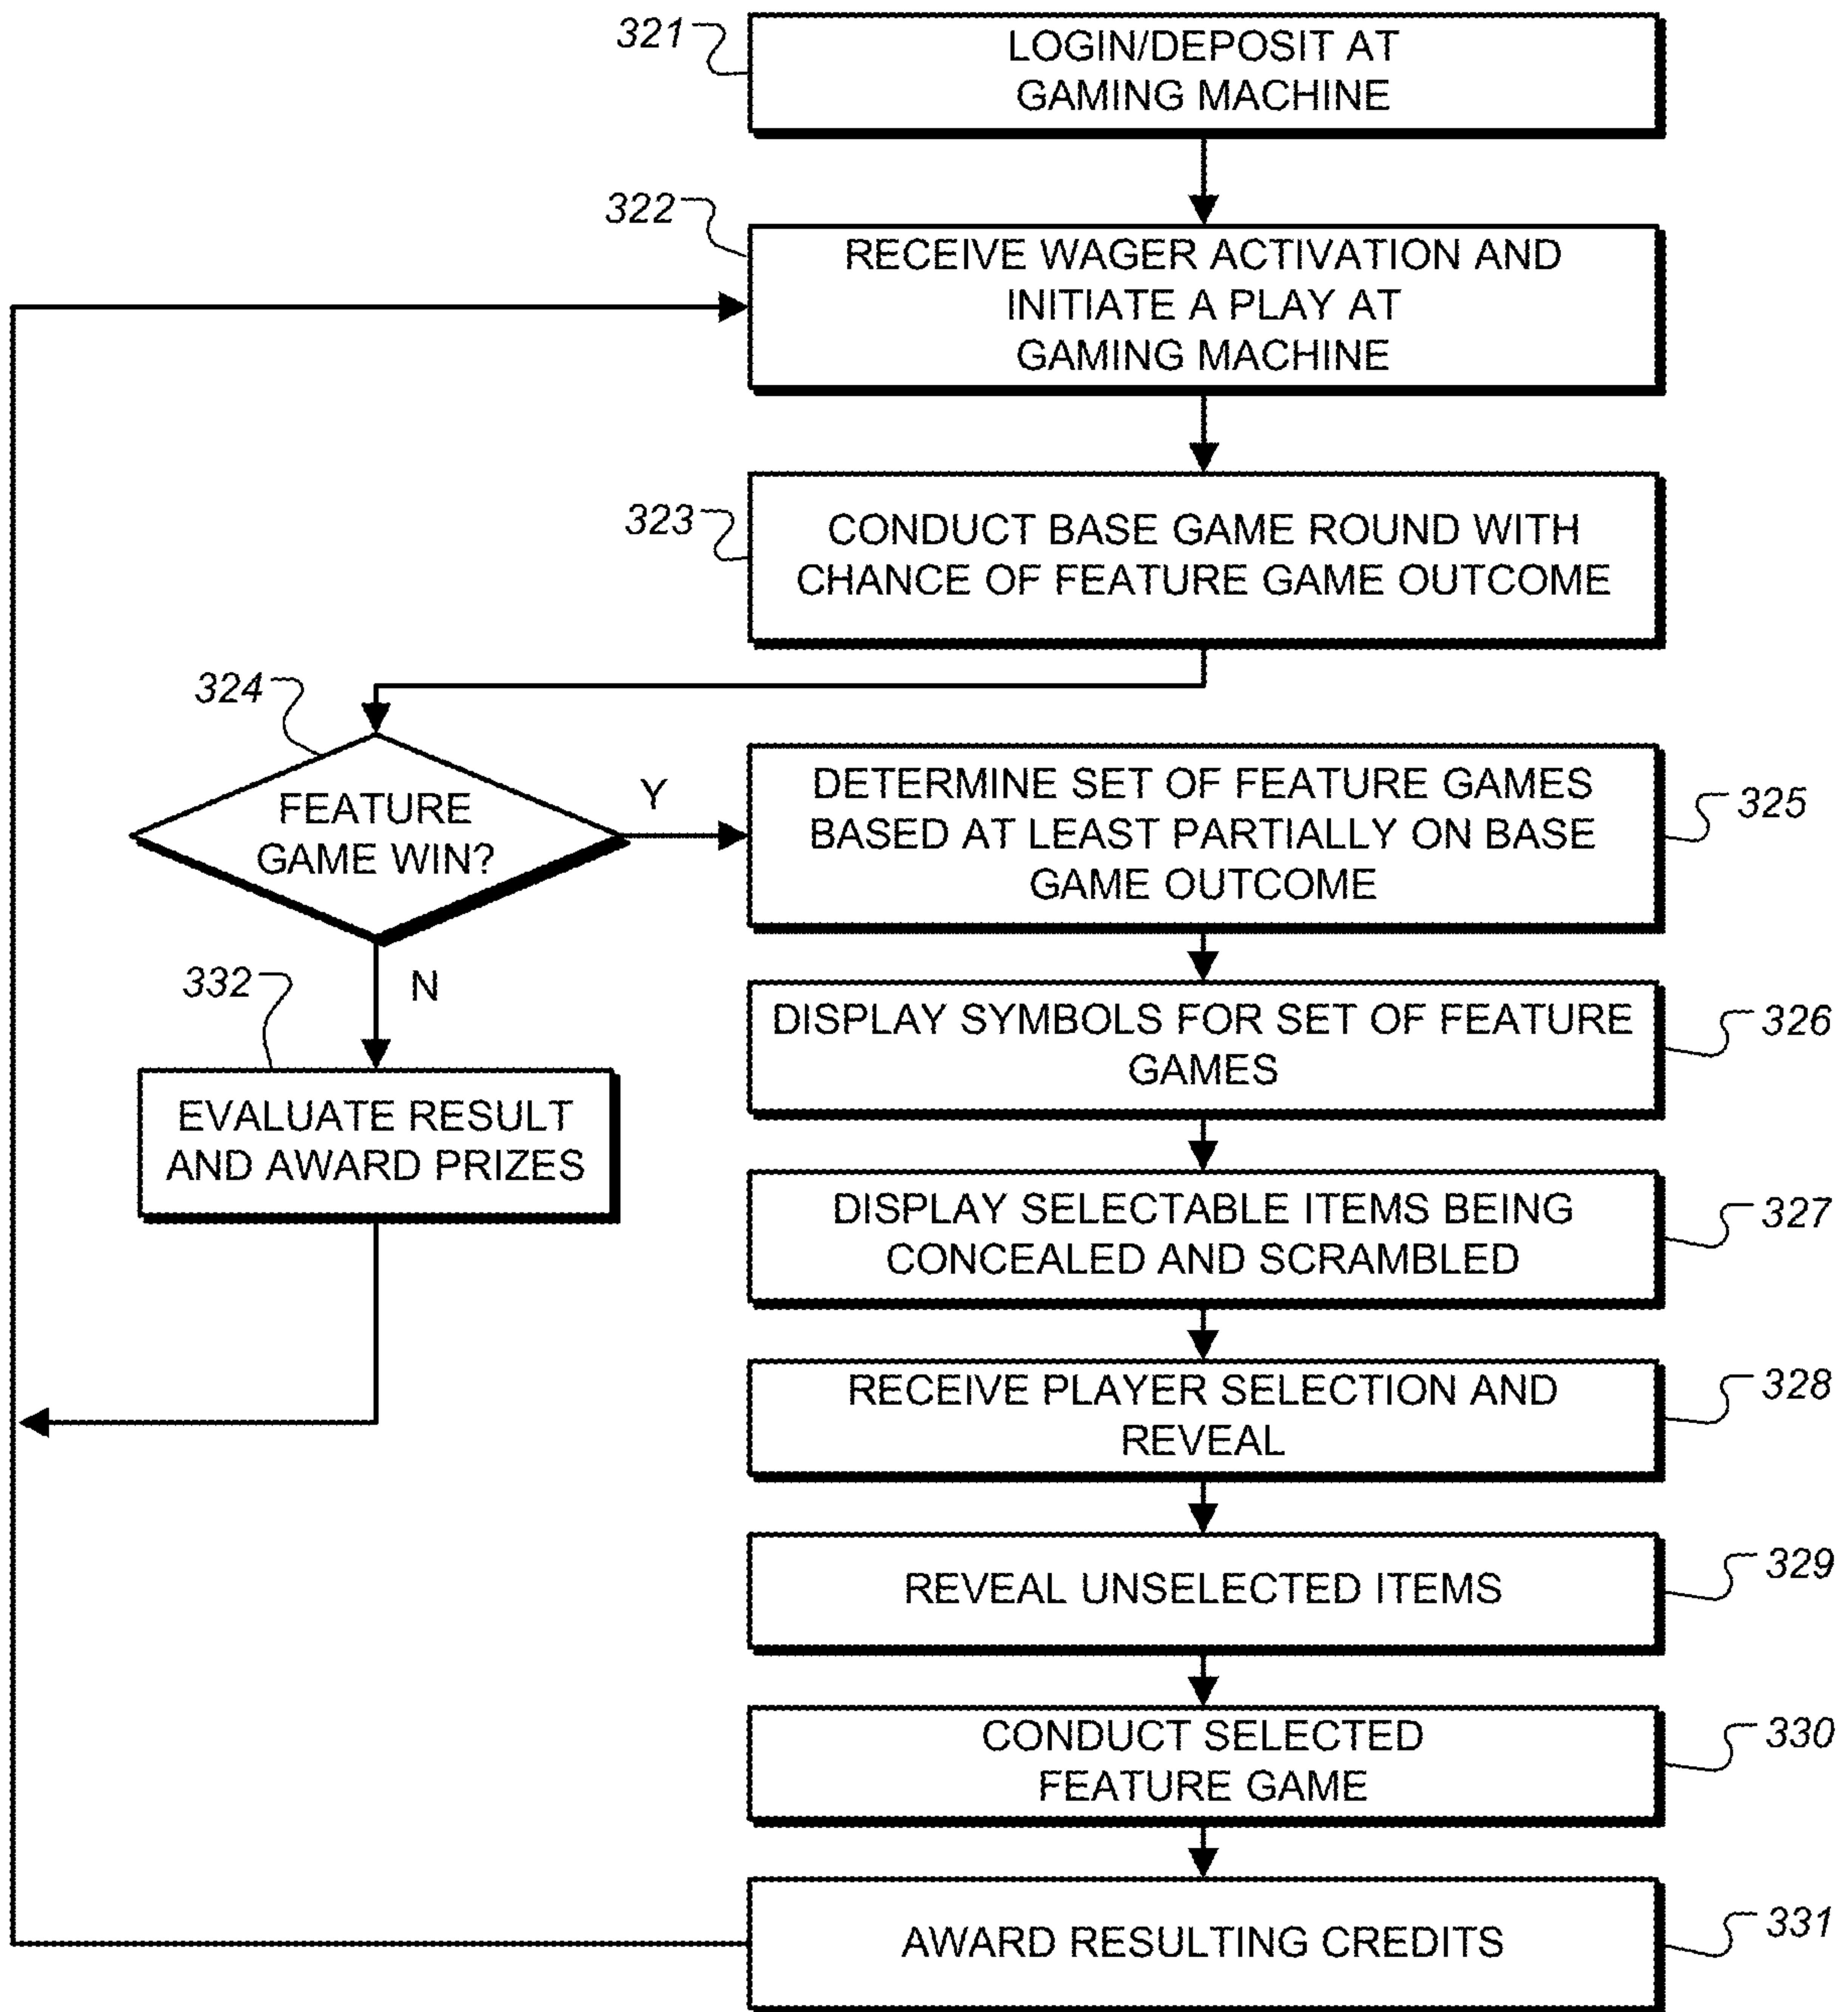 321
LOGIN/DEPOSIT AT
GAMING MACHINE
322
RECEIVE WAGER ACTIVATION AND
INITIATE A PLAY AT
GAMING MACHINE
323
CONDUCT BASE GAME ROUND WITH
CHANCE OF FEATURE GAME OUTCOME
324
FEATURE
GAME WIN?
Y
N
325
DETERMINE SET OF FEATURE GAMES
BASED AT LEAST PARTIALLY ON BASE
GAME OUTCOME
332
EVALUATE RESULT
AND AWARD PRIZES
326
DISPLAY SYMBOLS FOR SET OF FEATURE
GAMES
327
DISPLAY SELECTABLE ITEMS BEING
CONCEALED AND SCRAMBLED
328
RECEIVE PLAYER SELECTION AND
REVEAL
329
REVEAL UNSELECTED ITEMS
330
CONDUCT SELECTED
FEATURE GAME
331
AWARD RESULTING CREDITS